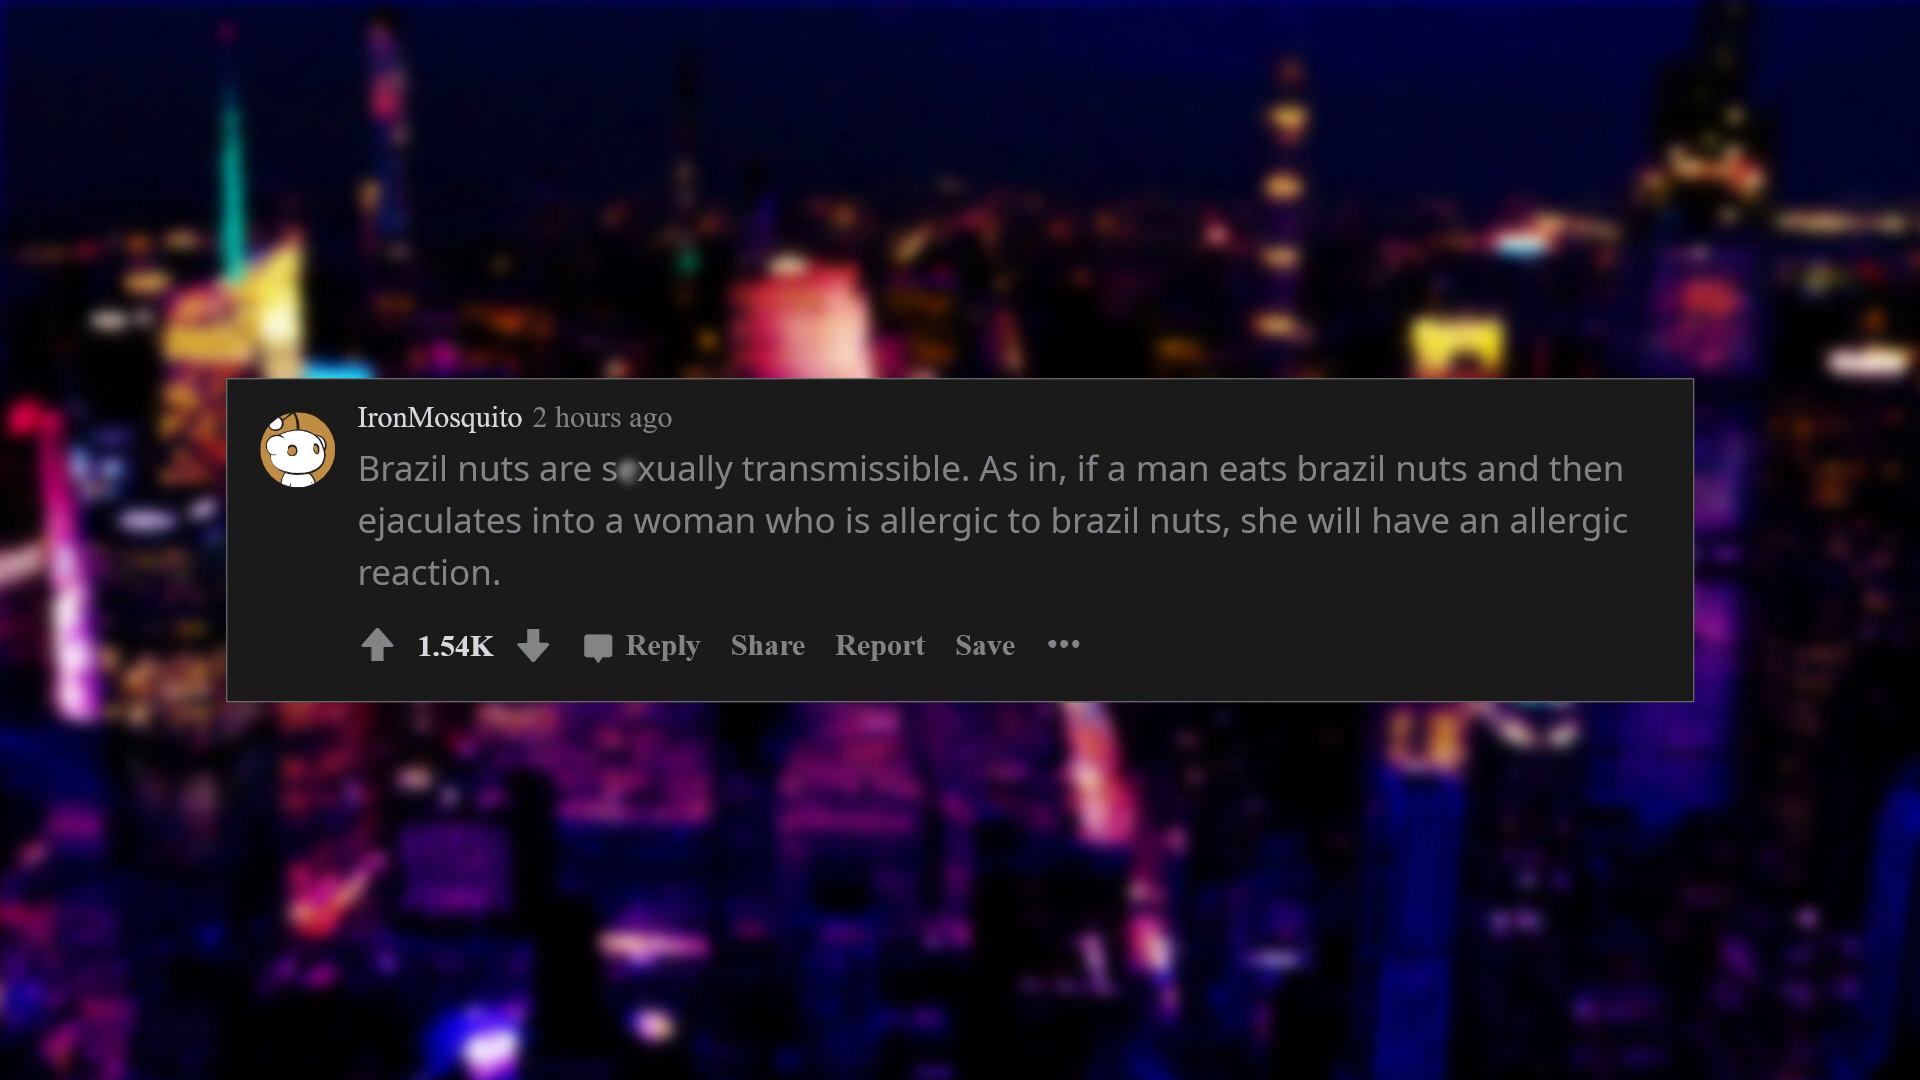 IronMosquito 2 hours ago
Brazil nuts are sexually transmissible. As in, if a man eats brazil nuts and then
ejaculates into a woman who is allergic to brazil nuts, she will have an allergic
reaction.
1.54K Reply Share Report Save •••